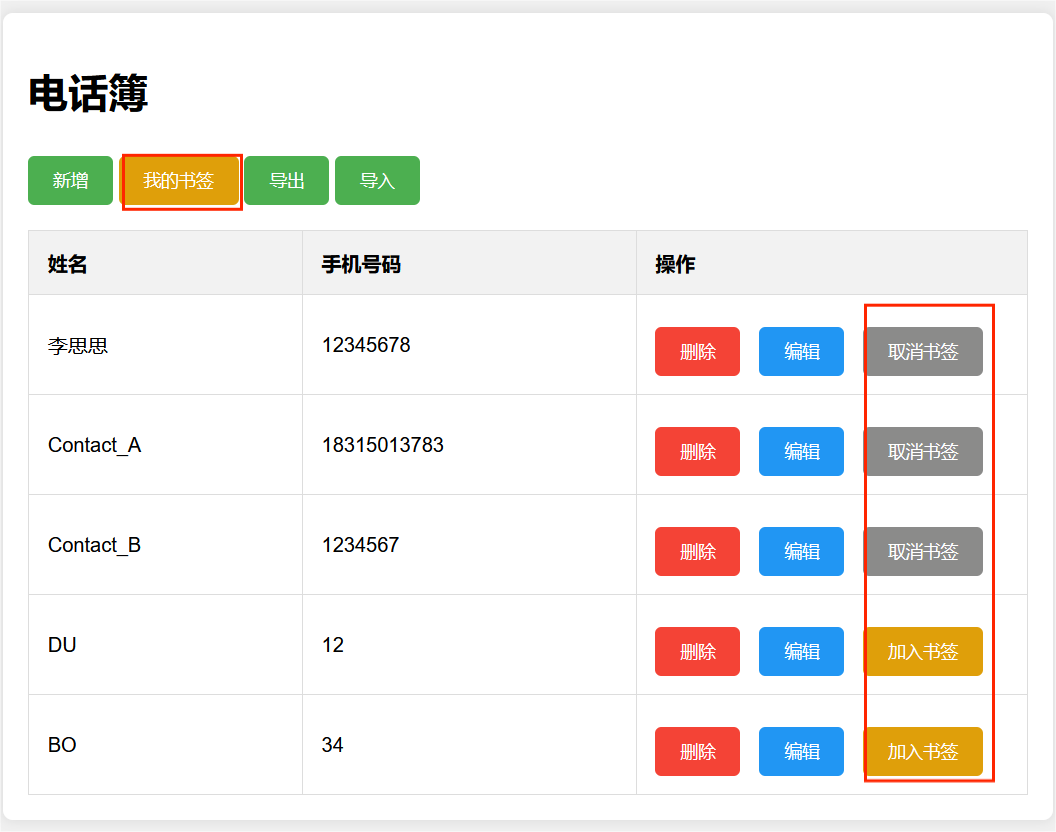 电话簿
新增 我的书签 导出 导入
姓名 手机号码 操作
李思思 12345678 删除 编辑 取消书签
Contact_A 18315013783 删除 编辑 取消书签
Contact_B 1234567 删除 编辑 取消书签
DU 12 删除 编辑 加入书签
BO 34 删除 编辑 加入书签